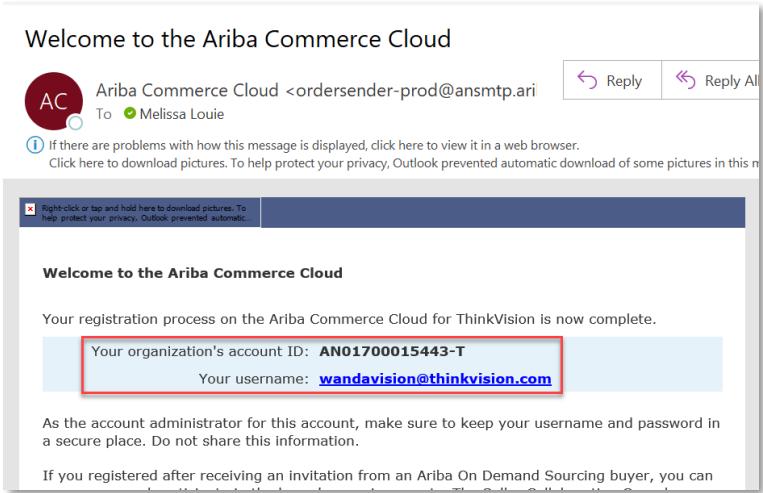 Welcome to the Ariba Commerce Cloud
Reply
Reply All
AC
Ariba Commerce Cloud <ordersender-prod@ansmtp.ari
To Melissa Louie
If there are problems with how this message is displayed, click here to view it in a web browser.
Click here to download pictures. To help protect your privacy, Outlook prevented automatic download of some pictures in this
Right-click or tap and hold here to download pictures. To
help protect your privacy, Outlook prevented automatic...
Welcome to the Ariba Commerce Cloud
Your registration process on the Ariba Commerce Cloud for ThinkVision is now complete.
Your organization's account ID: AN01700015443-T
Your username: wandavision@thinkvision.com
As the account administrator for this account, make sure to keep your username and password in
a secure place. Do not share this information.
If you registered after receiving an invitation from an Ariba On Demand Sourcing buyer, you can